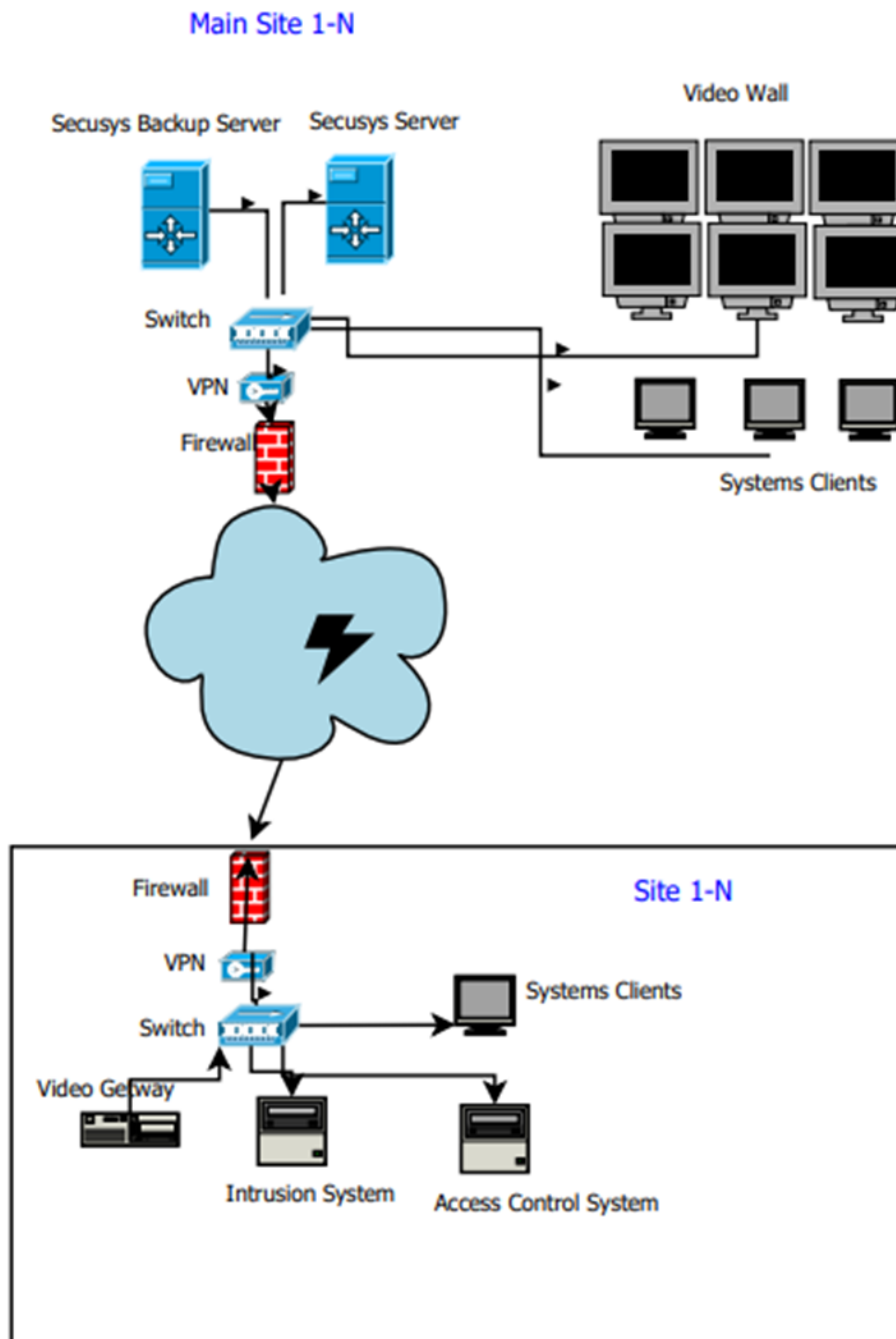 Main Site 1-N
Video Wall
Secusys Backup Server
Secusys Server
Switch
VPN
Firewall
Systems Clients
Firewall
Site 1-N
VPN
Systems Clients
Switch
Video Getway
Intrusion System
Access Control System